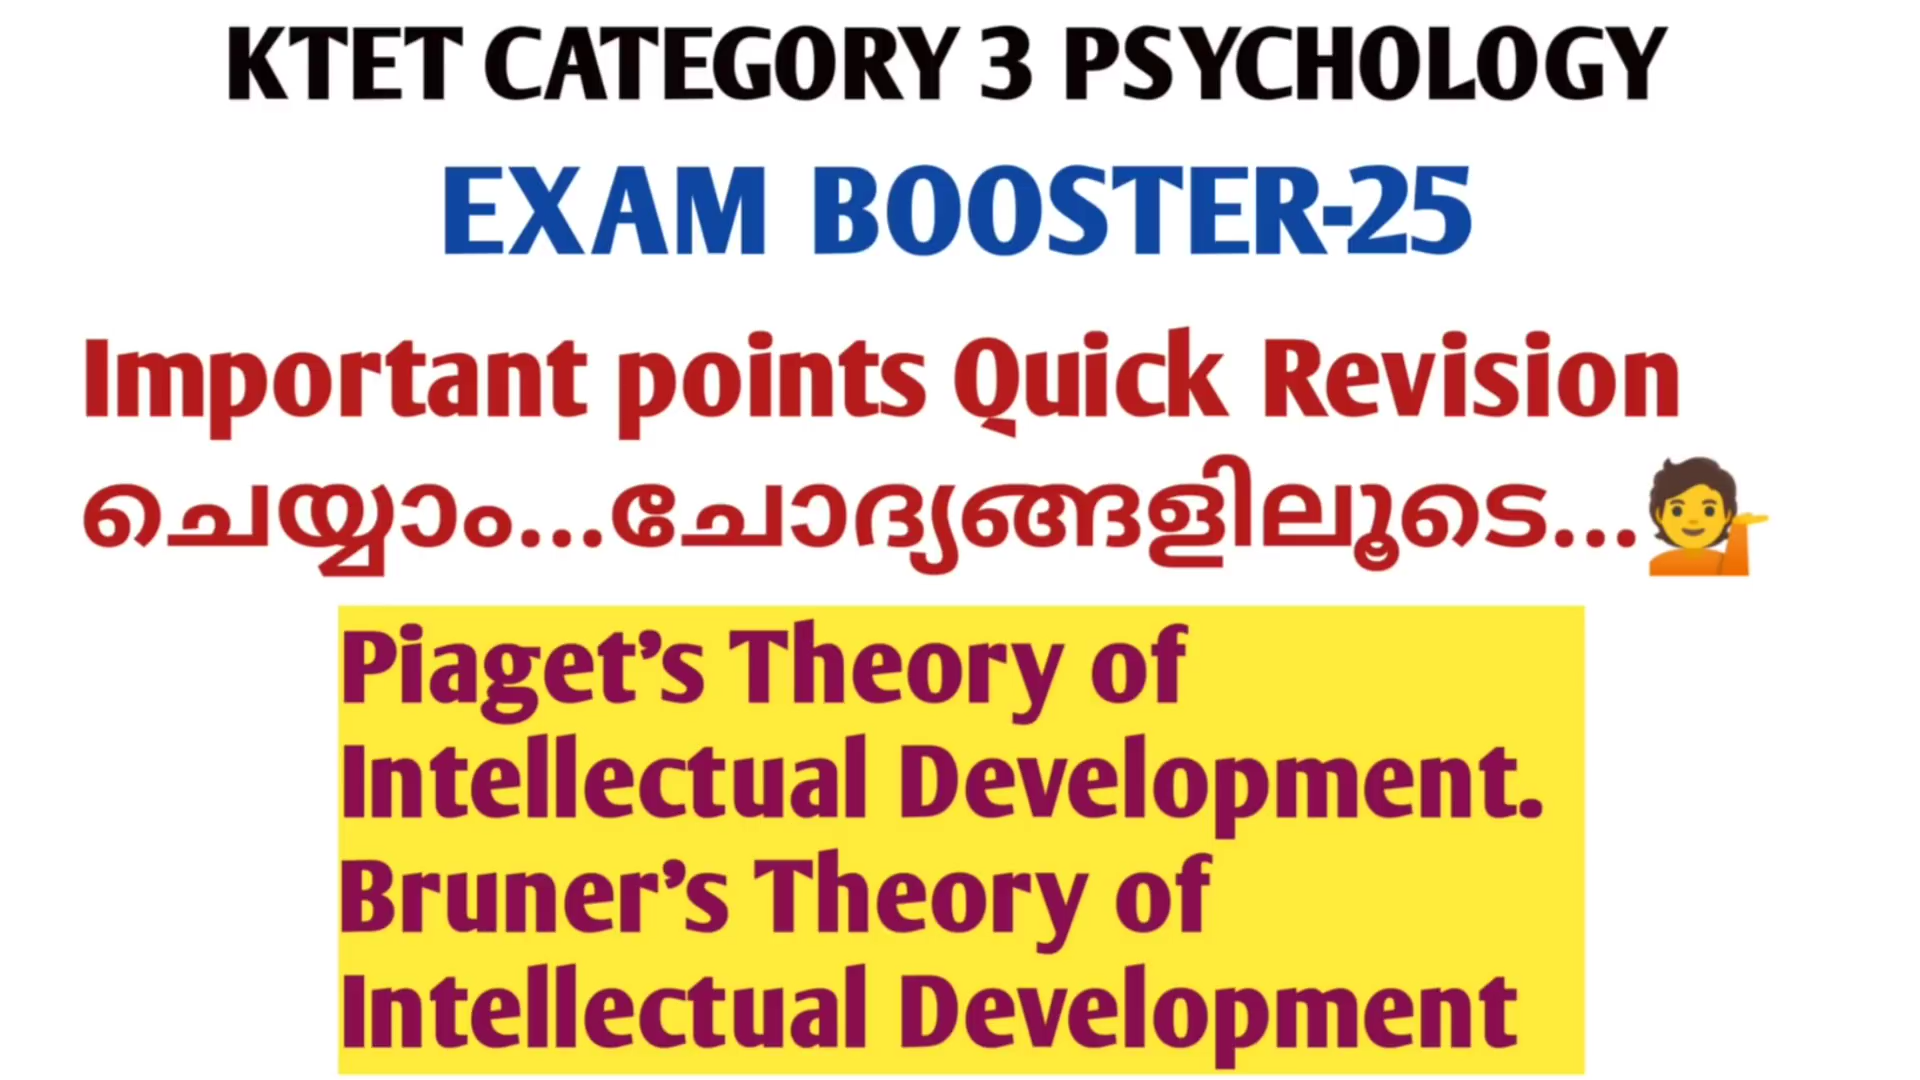 KTET CATEGORY 3 PSYCHOLOGY
EXAM BOOSTER-25
Important points Quick Revision
ചെയ്യാം...ചോദ്യങ്ങളിലൂടെ...💁
Piaget’s Theory of
Intellectual Development.
Bruner’s Theory of
Intellectual Development